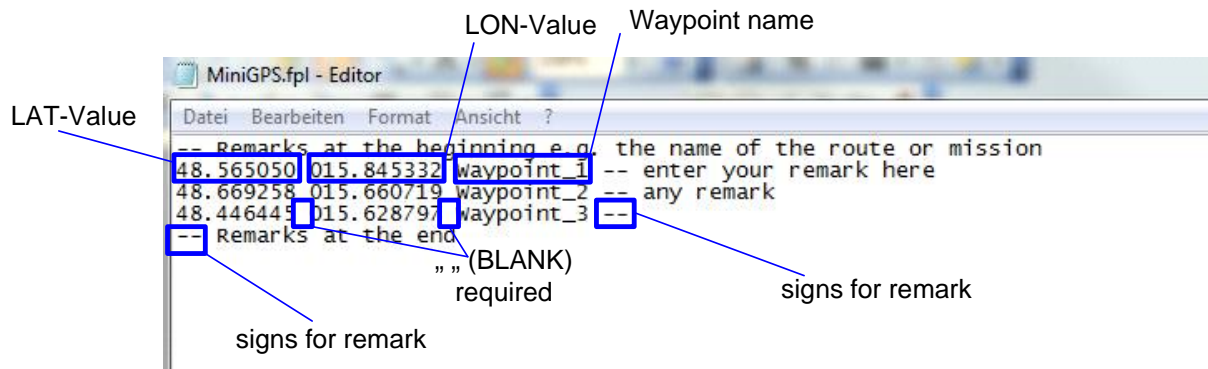 LON-Value
Waypoint name
MiniGPS.fpl - Editor
LAT-Value
Datei Bearbeiten Format Ansicht ?
-- Remarks at the beginning e.g. the name of the route or mission
48.565050 015.845332 Waypoint_1 -- enter your remark here
48.669258 015.660719 Waypoint_2 -- any remark
48.446445 015.628797 Waypoint_3 --
-- Remarks at the end
„ „ (BLANK)
required
signs for remark
signs for remark